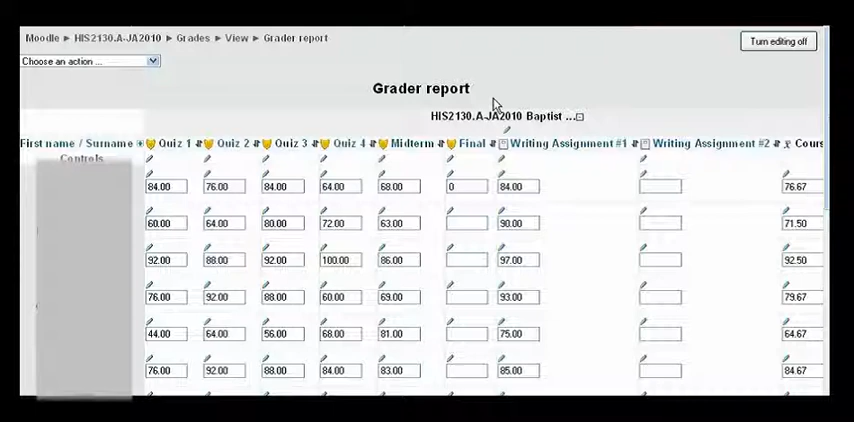 Moodle ► HIS2130.A-JA2010 ► Grades ► View ► Grader report
Turn editing off
Choose an action ...
Grader report
HIS2130.A-JA2010 Baptist ...
First name / Surname Quiz 1 Quiz 2 Quiz 3 Quiz 4 Midterm Final Writing Assignment #1 Writing Assignment #2 Cours
Controls
84.00 76.00 84.00 64.00 68.00 0 84.00 76.67
60.00 64.00 80.00 72.00 63.00 90.00 71.50
92.00 88.00 92.00 100.00 86.00 97.00 92.50
76.00 92.00 88.00 60.00 69.00 93.00 79.67
44.00 64.00 56.00 68.00 81.00 75.00 64.67
76.00 92.00 88.00 84.00 83.00 85.00 84.67